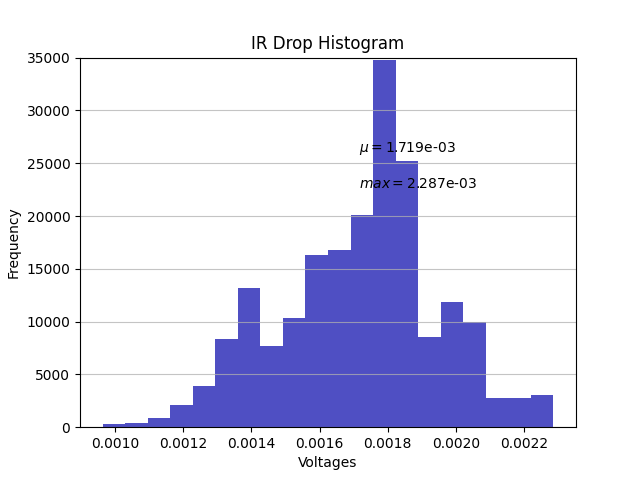 IR Drop Histogram
35000
30000
μ = 1.719e-03
25000
max = 2.287e-03
20000
15000
10000
5000
0
Frequency
0.0010 0.0012 0.0014 0.0016 0.0018 0.0020 0.0022
Voltages